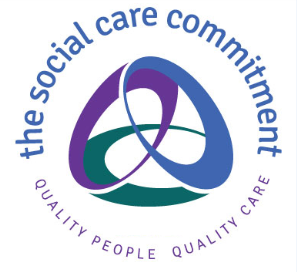 the social care commitment
QUALITY PEOPLE QUALITY CARE